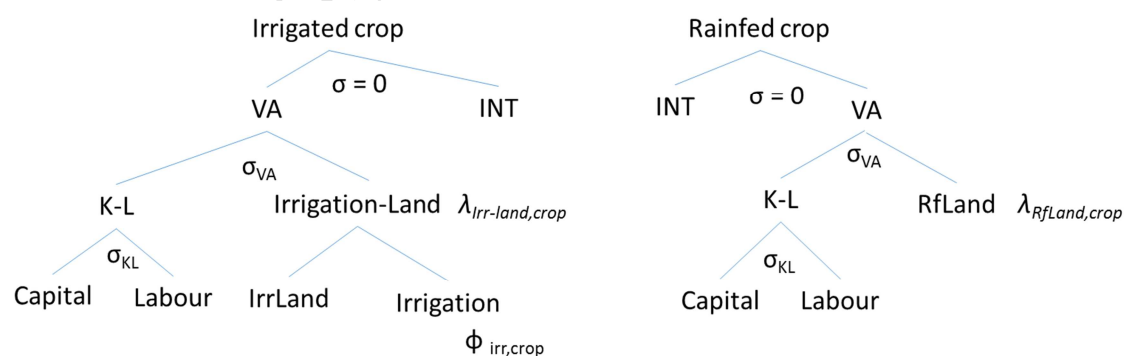 Irrigated crop
Rainfed crop
σ = 0
σ = 0
VA
INT
INT
VA
σVA
σVA
K-L
Irrigation-Land
λIrr-land,crop
K-L
RfLand
λRfLand,crop
σKL
σKL
Capital
Labour
IrrLand
Irrigation
Capital
Labour
ϕ irr,crop